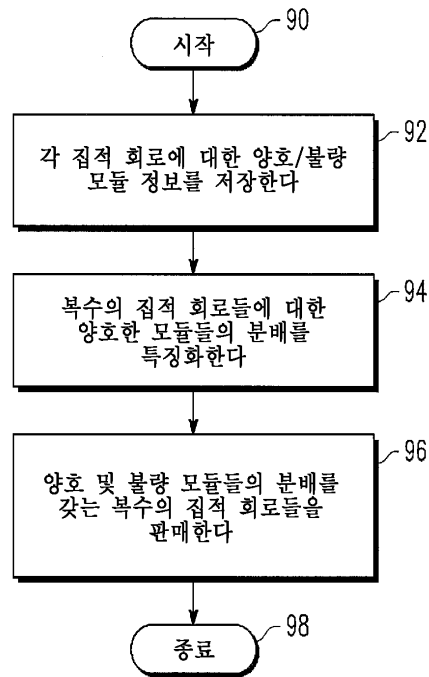 시작
90
각 집적 회로에 대한 양호/불량
모듈 정보를 저장한다
92
복수의 집적 회로들에 대한
양호한 모듈들의 분배를
특징화한다
94
양호 및 불량 모듈들의 분배를
갖는 복수의 집적 회로들을
판매한다
96
종료
98